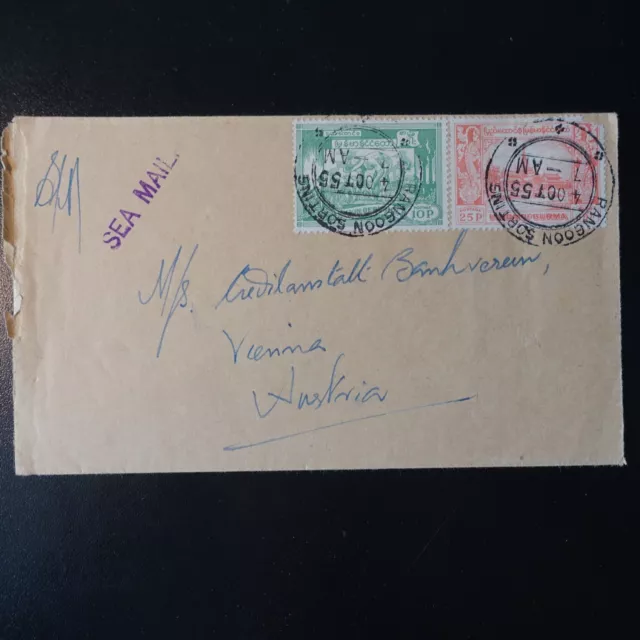 SEA MAIL
10P
25P
4 OCT 55
AM
RANGOON SORTING
4 OCT 55
7 - AM
RANGOON SORTING
M/s. Creditanstalt Bankverein,
Vienna
Austria